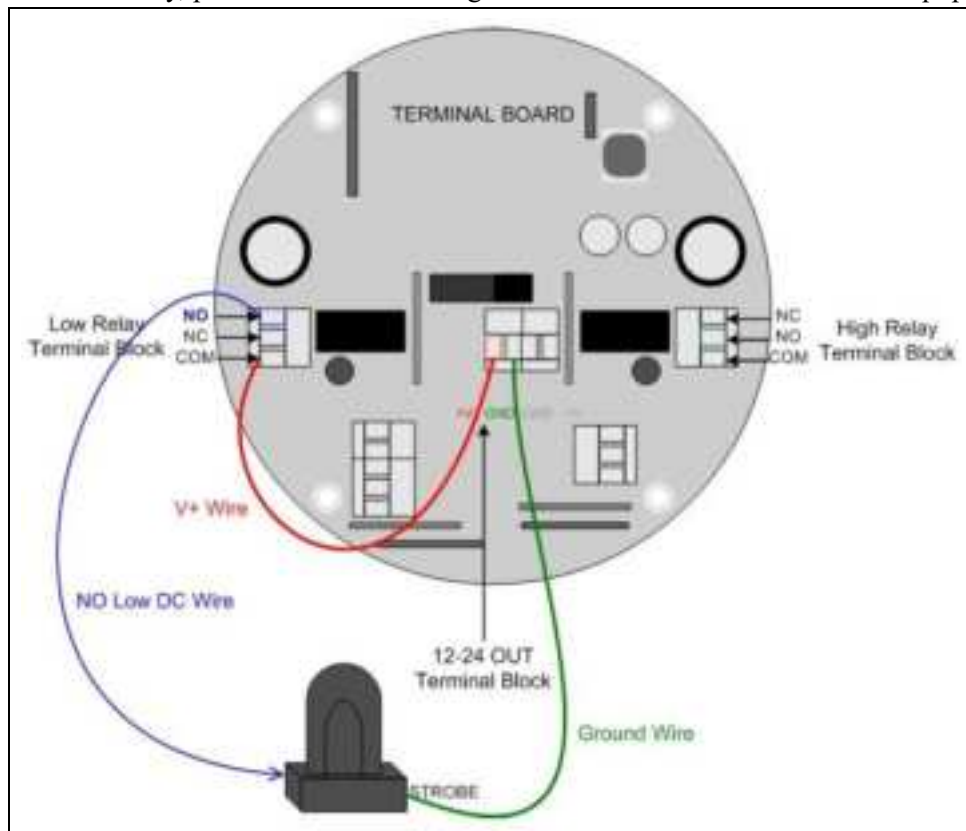 TERMINAL BOARD
Low Relay
Terminal Block
NO
NC
COM
NC
NO
COM
High Relay
Terminal Block
V+ Wire
NO Low DC Wire
12-24 OUT
Terminal Block
Ground Wire
STROBE